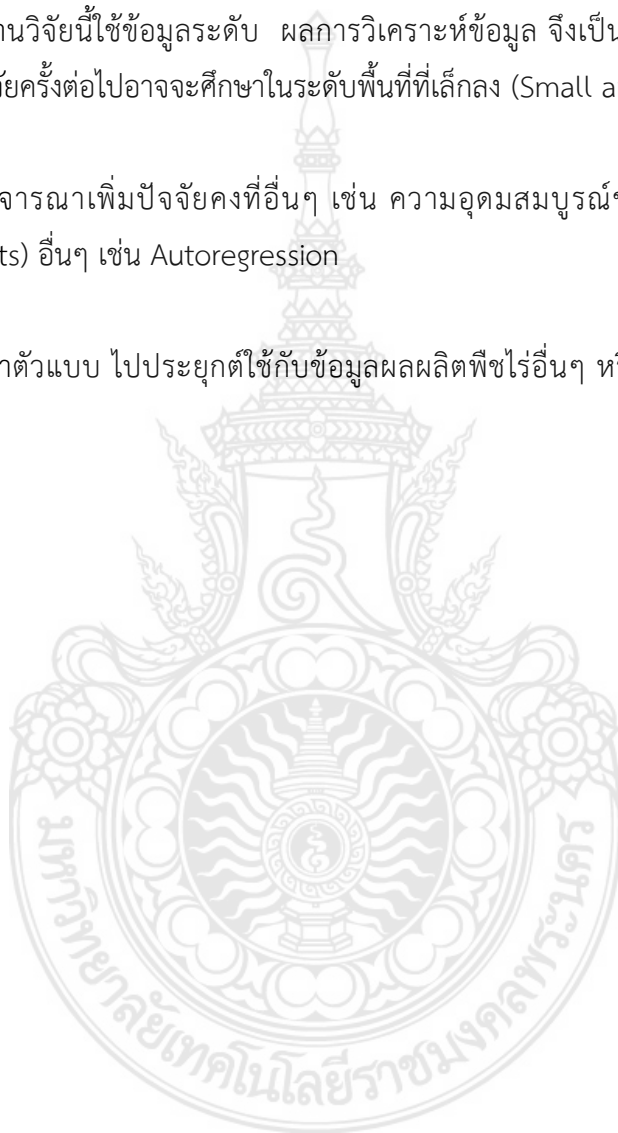 านวิจัยนี้ใช้ข้อมูลระดับ ผลการวิเคราะห์ข้อมูล จึงเป็น
ัยครั้งต่อไปอาจจะศึกษาในระดับพื้นที่ที่เล็กลง (Small a
จารณาเพิ่มปัจจัยคงที่อื่นๆ เช่น ความอุดมสมบูรณ์ข
ts) อื่นๆ เช่น Autoregression
าตัวแบบ ไปประยุกต์ใช้กับข้อมูลผลผลิตพืชไร่อื่นๆ หรื
มหาวิทยาลัยเทคโนโลยีราชมงคลพระนคร